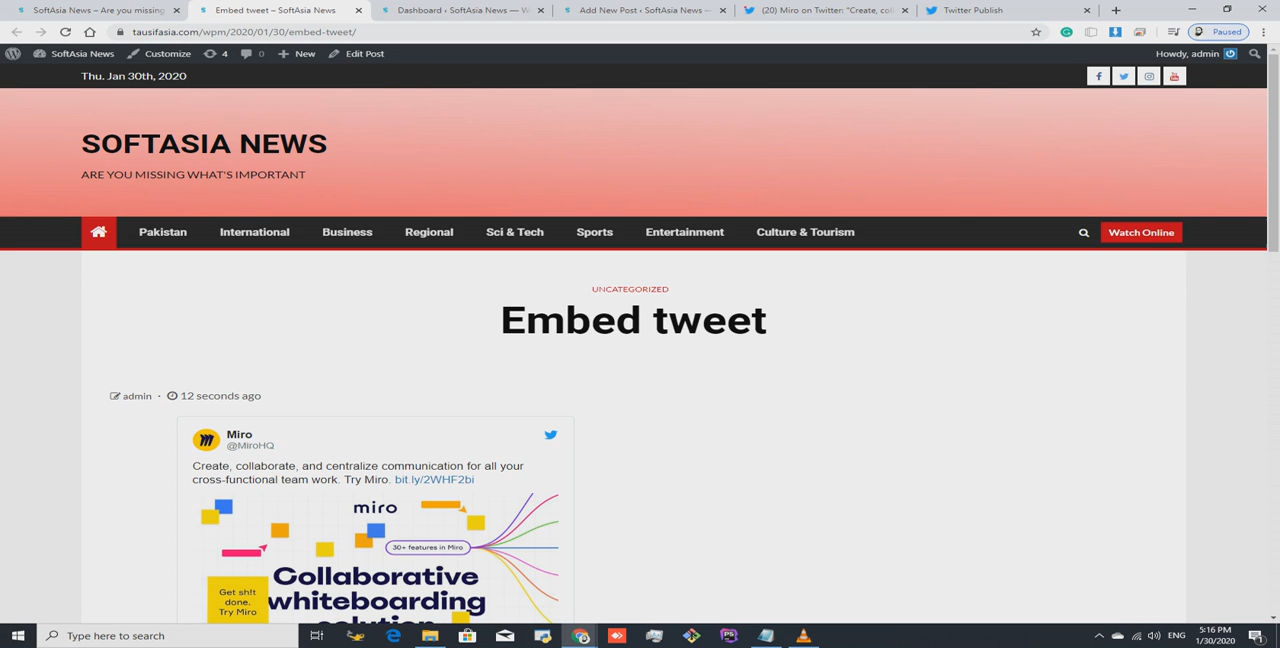 SoftAsia News – Are you missing
Embed tweet – SoftAsia News
Dashboard ‹ SoftAsia News — W
Add New Post ‹ SoftAsia News —
(20) Miro on Twitter: "Create, col
Twitter Publish
tausifasia.com/wpm/2020/01/30/embed-tweet/
Paused
SoftAsia News
Customize
4
0
New
Edit Post
Howdy, admin
Thu. Jan 30th, 2020
SOFTASIA NEWS
ARE YOU MISSING WHAT'S IMPORTANT
Pakistan
International
Business
Regional
Sci & Tech
Sports
Entertainment
Culture & Tourism
Watch Online
UNCATEGORIZED
Embed tweet
admin · 12 seconds ago
Miro
@MiroHQ
Create, collaborate, and centralize communication for all your
cross-functional team work. Try Miro. bit.ly/2WHF2bi
miro
30+ features in Miro
Collaborative
whiteboarding
solution
Get sh!t
done.
Try Miro
Type here to search
ENG
5:16 PM
1/30/2020